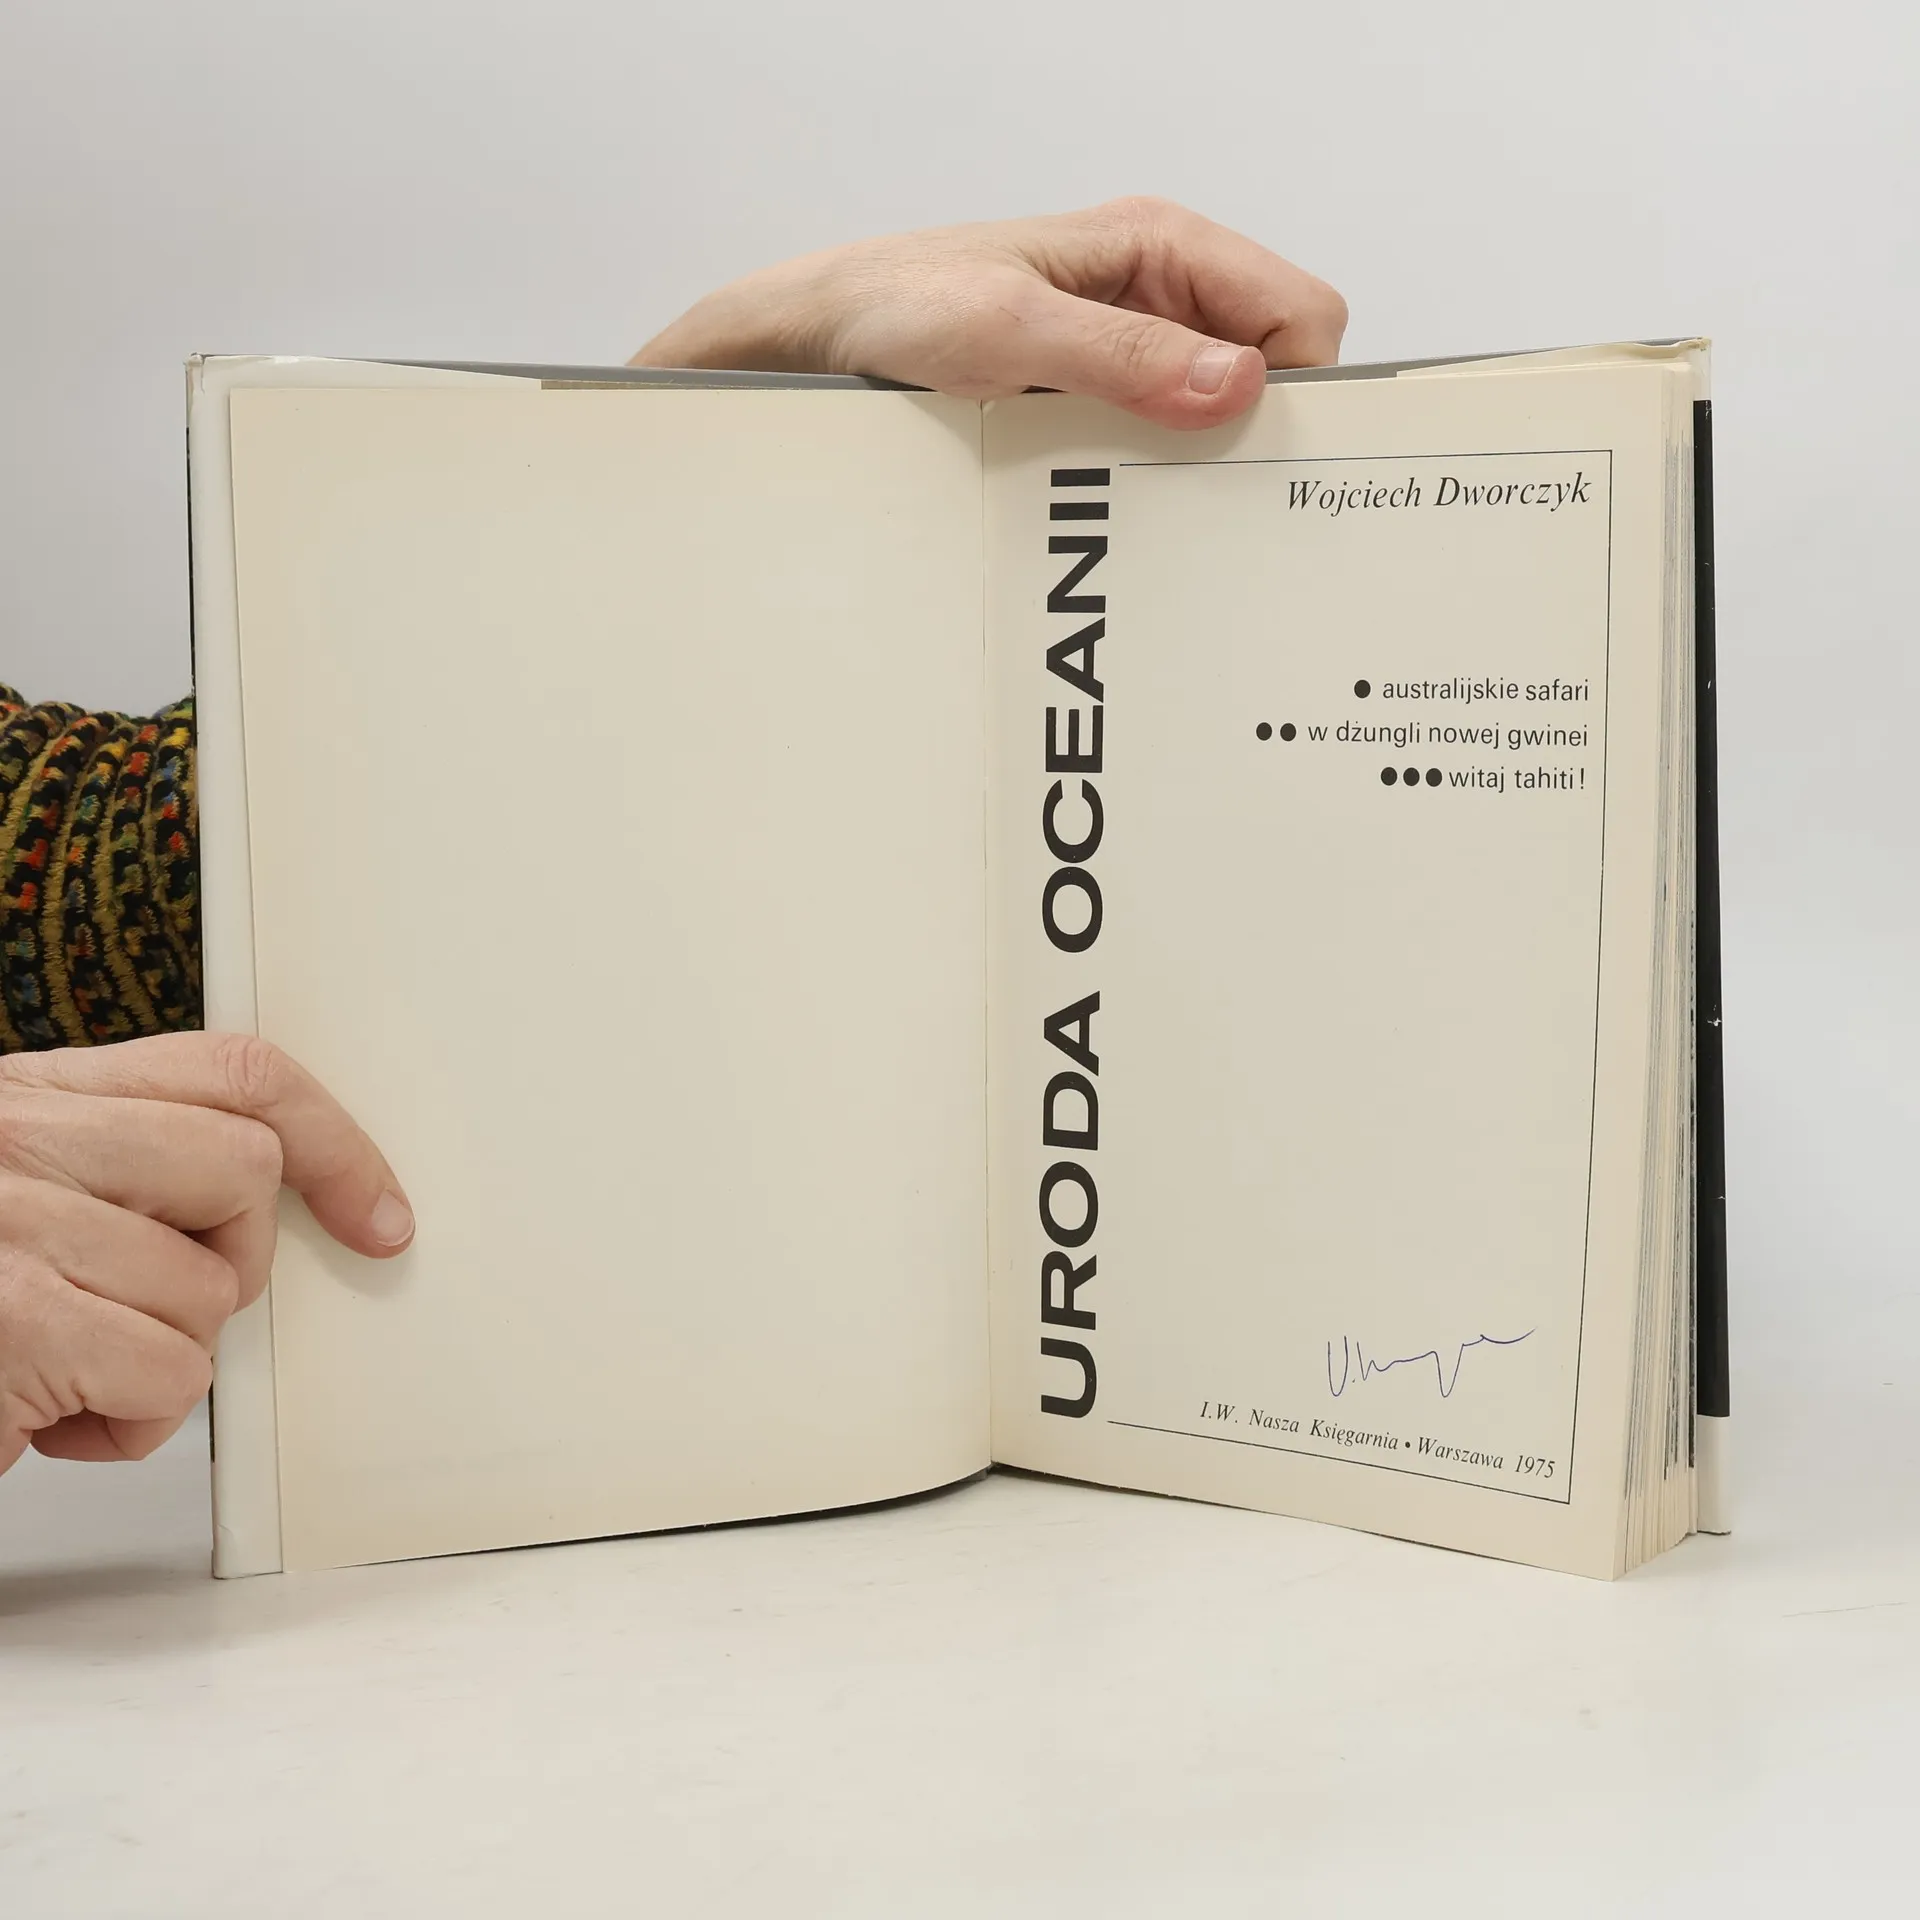 Wojciech Dworczyk
URODA OCEANII
● australijskie safari
●● w dżungli nowej gwinei
●●● witaj tahiti!
I.W. Nasza Księgarnia • Warszawa 1975